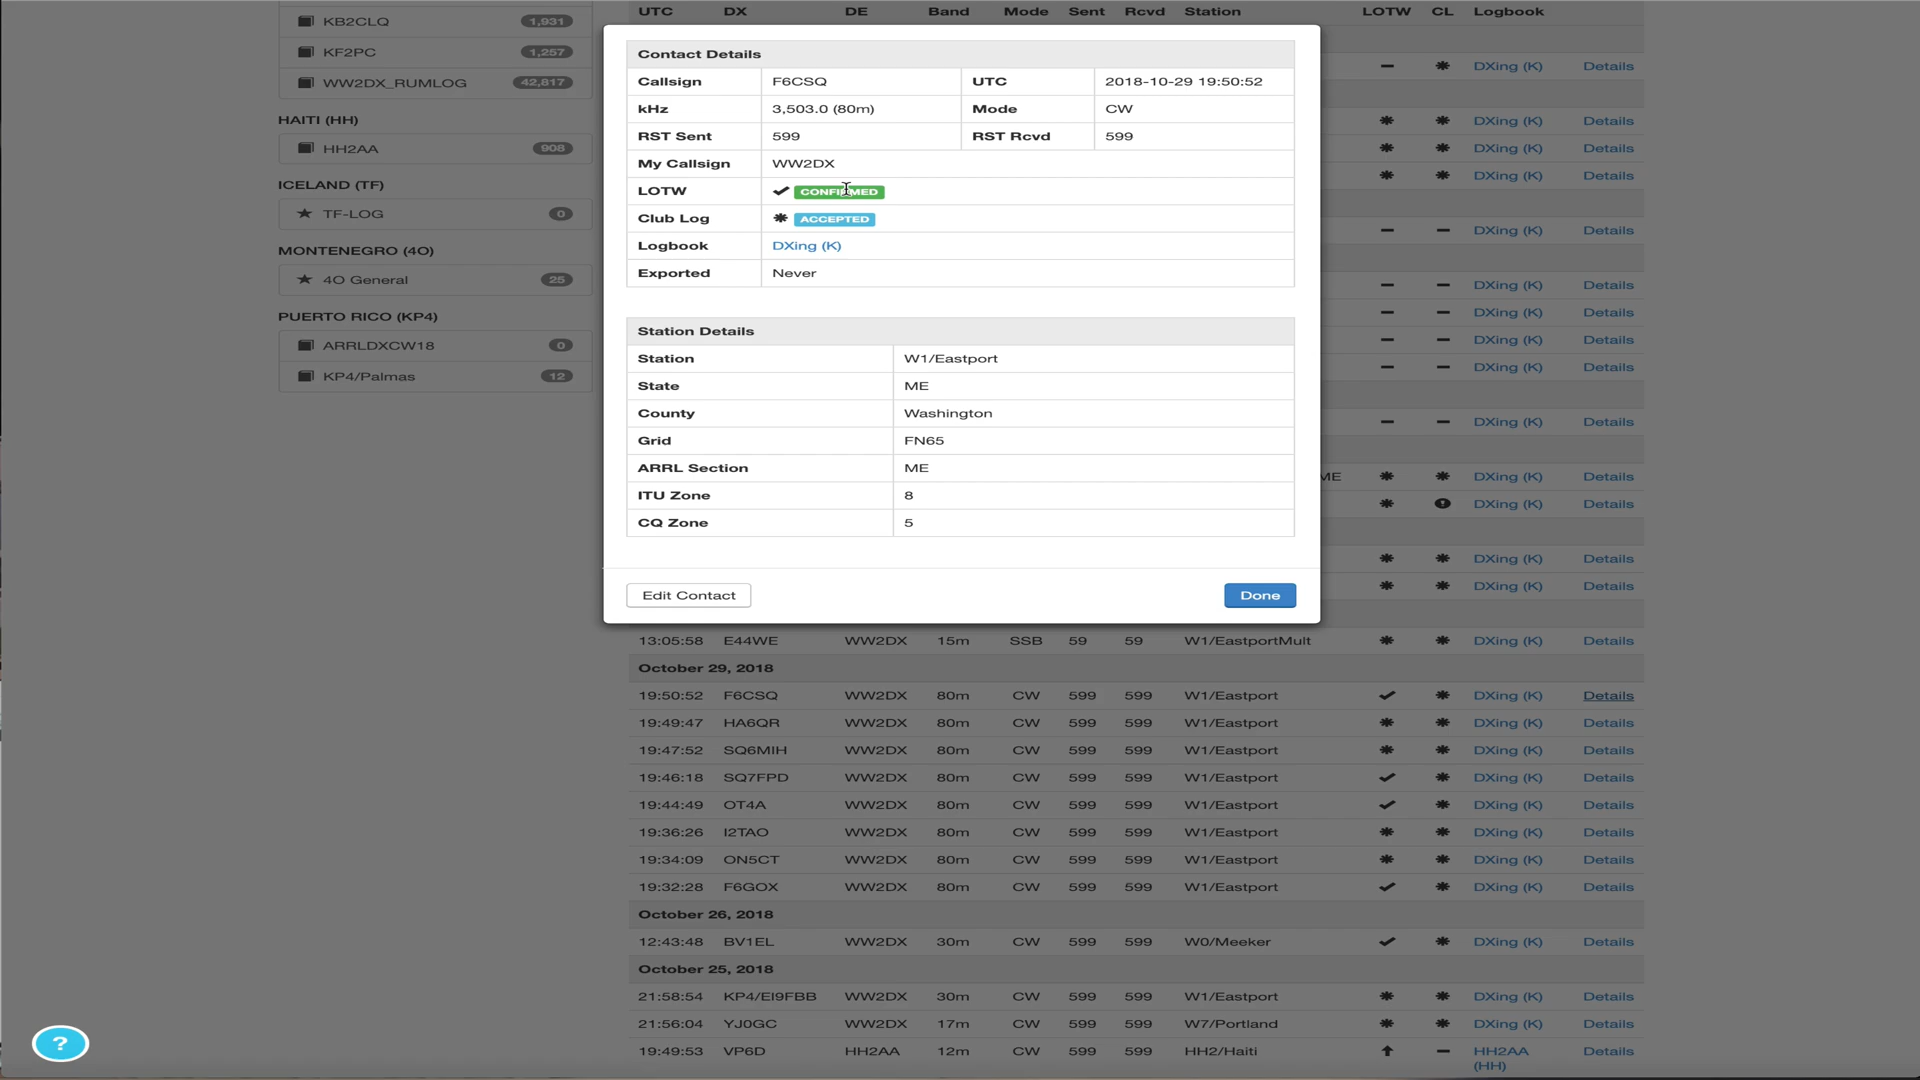 UTC DX DE Band Mode Sent Rcvd Station LOTW CL Logbook
KB2CLQ 1,931
KF2PC 1,257
WW2DX_RUMLOG 42,817
HAITI (HH)
HH2AA 908
ICELAND (TF)
TF-LOG 0
MONTENEGRO (4O)
4O General 25
PUERTO RICO (KP4)
ARRLDXCW18 0
KP4/Palmas 12
Contact Details
Callsign F6CSQ UTC 2018-10-29 19:50:52
kHz 3,503.0 (80m) Mode CW
RST Sent 599 RST Rcvd 599
My Callsign WW2DX
LOTW CONFIRMED
Club Log ACCEPTED
Logbook DXing (K)
Exported Never
Station Details
Station W1/Eastport
State ME
County Washington
Grid FN65
ARRL Section ME
ITU Zone 8
CQ Zone 5
Edit Contact Done
DXing (K) Details
DXing (K) Details
DXing (K) Details
DXing (K) Details
DXing (K) Details
DXing (K) Details
DXing (K) Details
DXing (K) Details
DXing (K) Details
DXing (K) Details
ME DXing (K) Details
DXing (K) Details
DXing (K) Details
DXing (K) Details
13:05:58 E44WE WW2DX 15m SSB 59 59 W1/EastportMult DXing (K) Details
October 29, 2018
19:50:52 F6CSQ WW2DX 80m CW 599 599 W1/Eastport DXing (K) Details
19:49:47 HA6QR WW2DX 80m CW 599 599 W1/Eastport DXing (K) Details
19:47:52 SQ6MIH WW2DX 80m CW 599 599 W1/Eastport DXing (K) Details
19:46:18 SQ7FPD WW2DX 80m CW 599 599 W1/Eastport DXing (K) Details
19:44:49 OT4A WW2DX 80m CW 599 599 W1/Eastport DXing (K) Details
19:36:26 I2TAO WW2DX 80m CW 599 599 W1/Eastport DXing (K) Details
19:34:09 ON5CT WW2DX 80m CW 599 599 W1/Eastport DXing (K) Details
19:32:28 F6GOX WW2DX 80m CW 599 599 W1/Eastport DXing (K) Details
October 26, 2018
12:43:48 BV1EL WW2DX 30m CW 599 599 W0/Meeker DXing (K) Details
October 25, 2018
21:58:54 KP4/EI9FBB WW2DX 30m CW 599 599 W1/Eastport DXing (K) Details
21:56:04 YJ0GC WW2DX 17m CW 599 599 W7/Portland DXing (K) Details
19:49:53 VP6D HH2AA 12m CW 599 599 HH2/Haiti HH2AA Details
(HH)
?